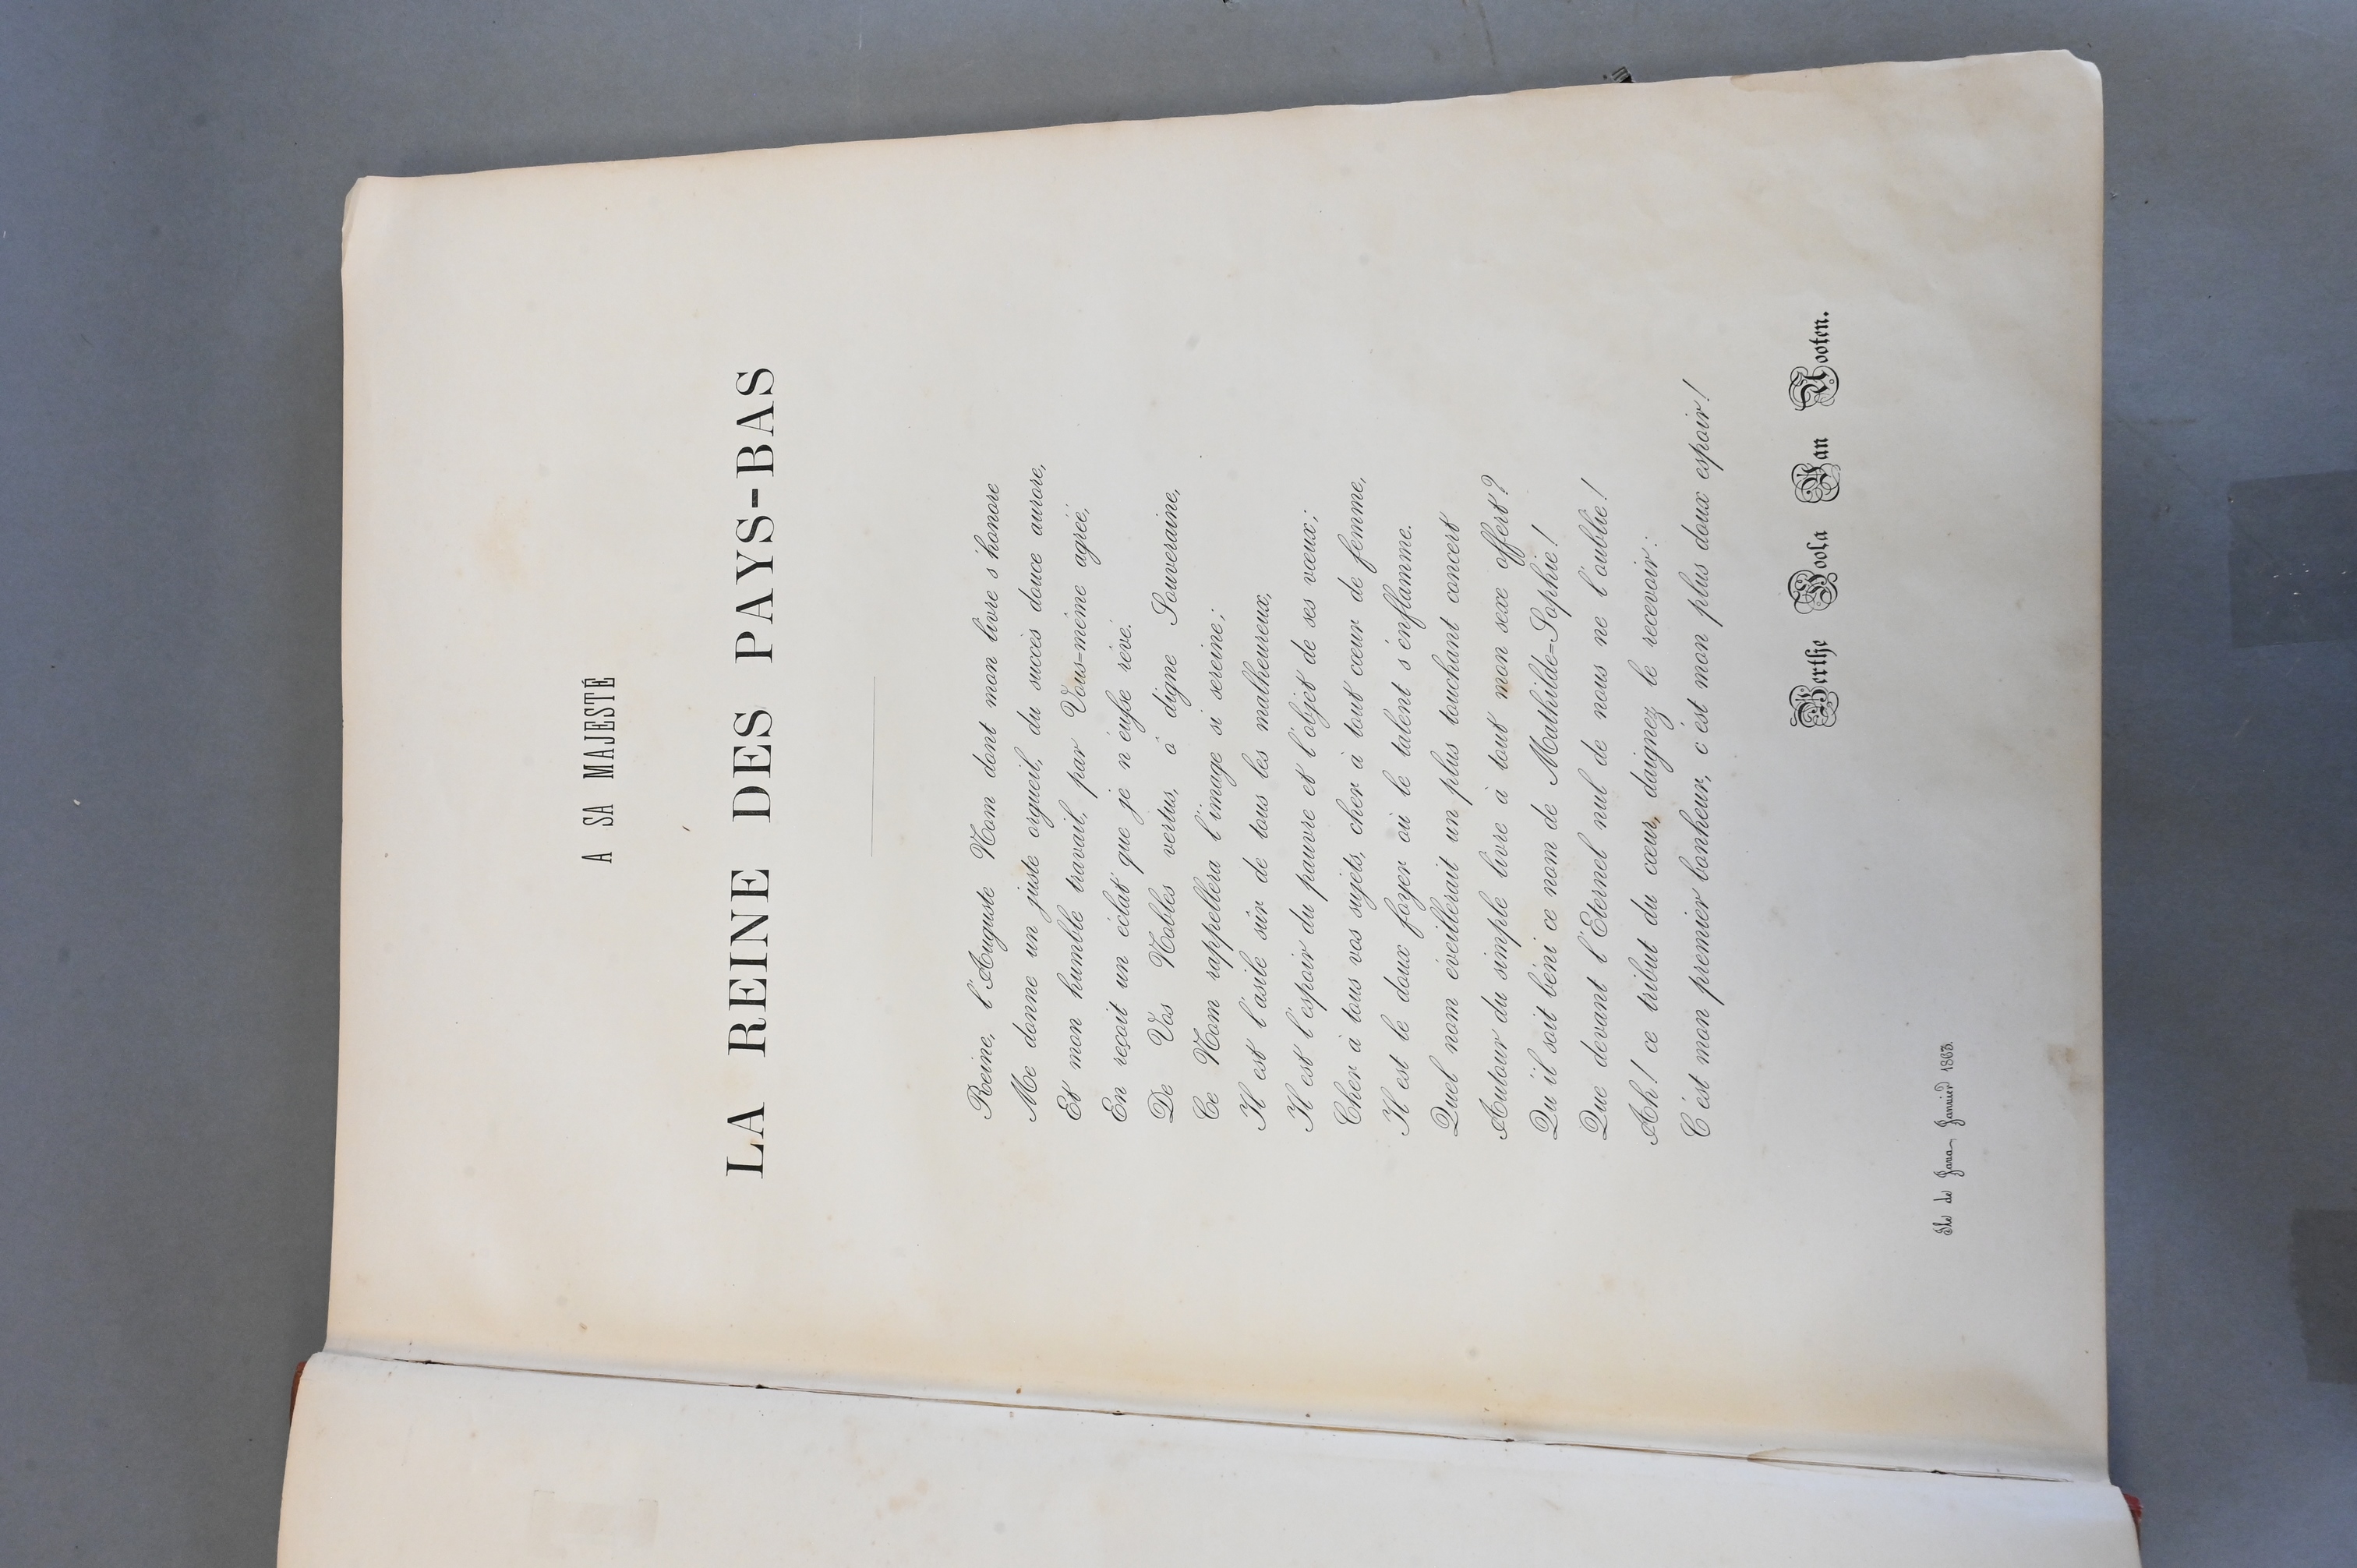 A SA MAJESTÉ
LA REINE DES PAYS-BAS
Reine, l'Auguste Nom dont mon livre s'honore
Me donne un juste orgueil, du succès douce aurore,
Et mon humble travail, par Vous-même agréé,
En reçoit un éclat que je n'eusse rêvé.
De Vos Nobles vertus, ô digne Souveraine,
Ce Nom rappellera l'image si sereine;
Il est l'asile sûr de tous les malheureux,
Il est l'espoir du pauvre et l'objet de ses vœux;
Cher à tous vos sujets, cher à tout cœur de femme,
Il est le doux foyer où le talent s'enflamme.
Quel nom éveillerait un plus touchant concert
Autour du simple livre à tout mon sexe offert?
Qu'il soit béni ce nom de Mathilde-Sophie!
Que devant l'Eternel nul de nous ne l'oublie!
Ah! ce tribut du cœur, daignez le recevoir:
C'est mon premier bonheur, c'est mon plus doux espoir!
Berthe Hoola Van Nooten.
Ile de Java, Janvier 1863.